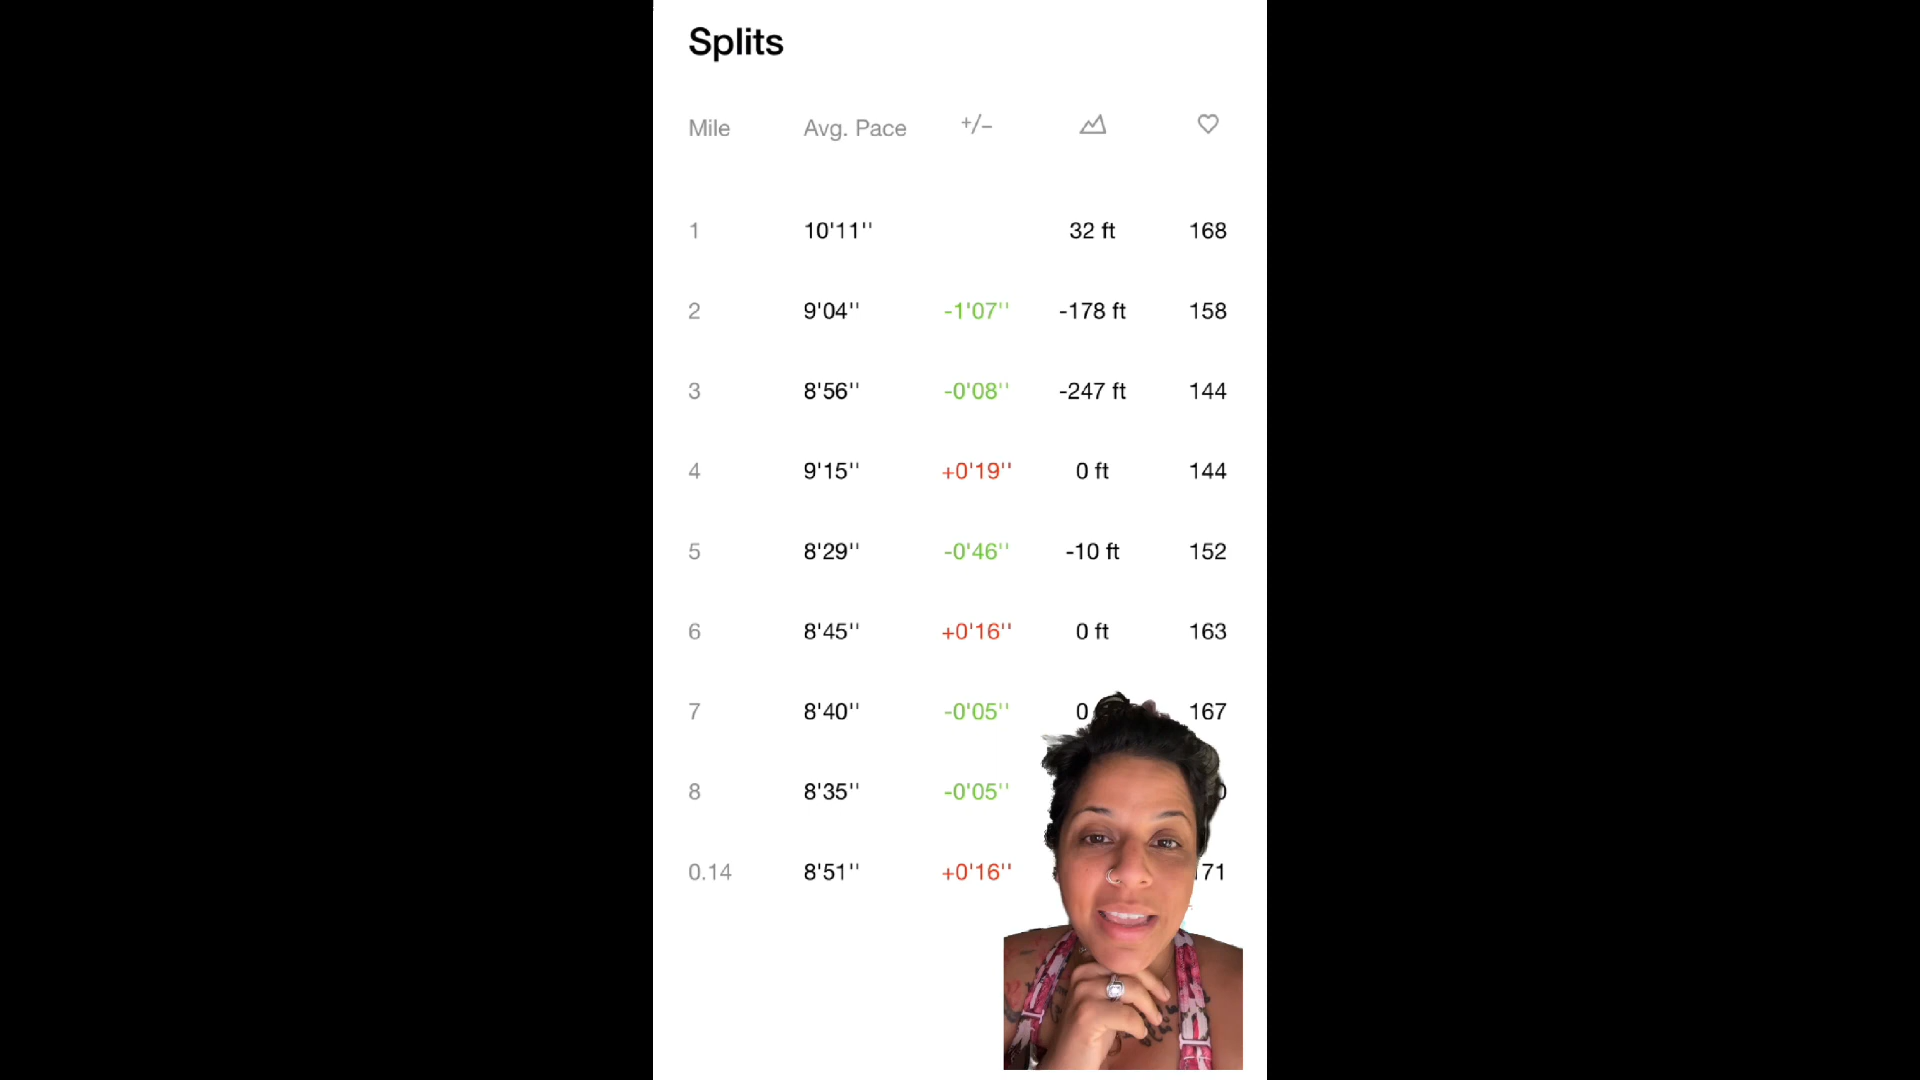 Splits
Mile Avg. Pace +/-
1 10'11'' 32 ft 168
2 9'04'' -1'07'' -178 ft 158
3 8'56'' -0'08'' -247 ft 144
4 9'15'' +0'19'' 0 ft 144
5 8'29'' -0'46'' -10 ft 152
6 8'45'' +0'16'' 0 ft 163
7 8'40'' -0'05'' 0 167
8 8'35'' -0'05''
0.14 8'51'' +0'16''